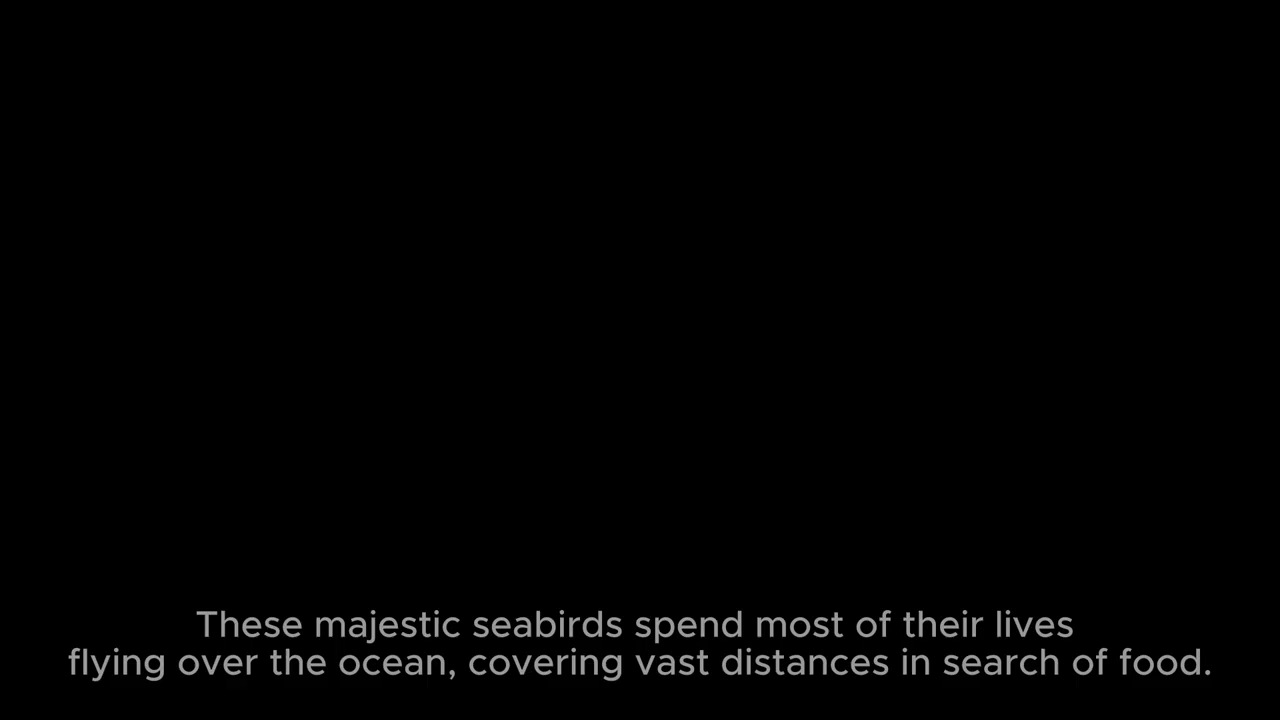 These majestic seabirds spend most of their lives
flying over the ocean, covering vast distances in search of food.